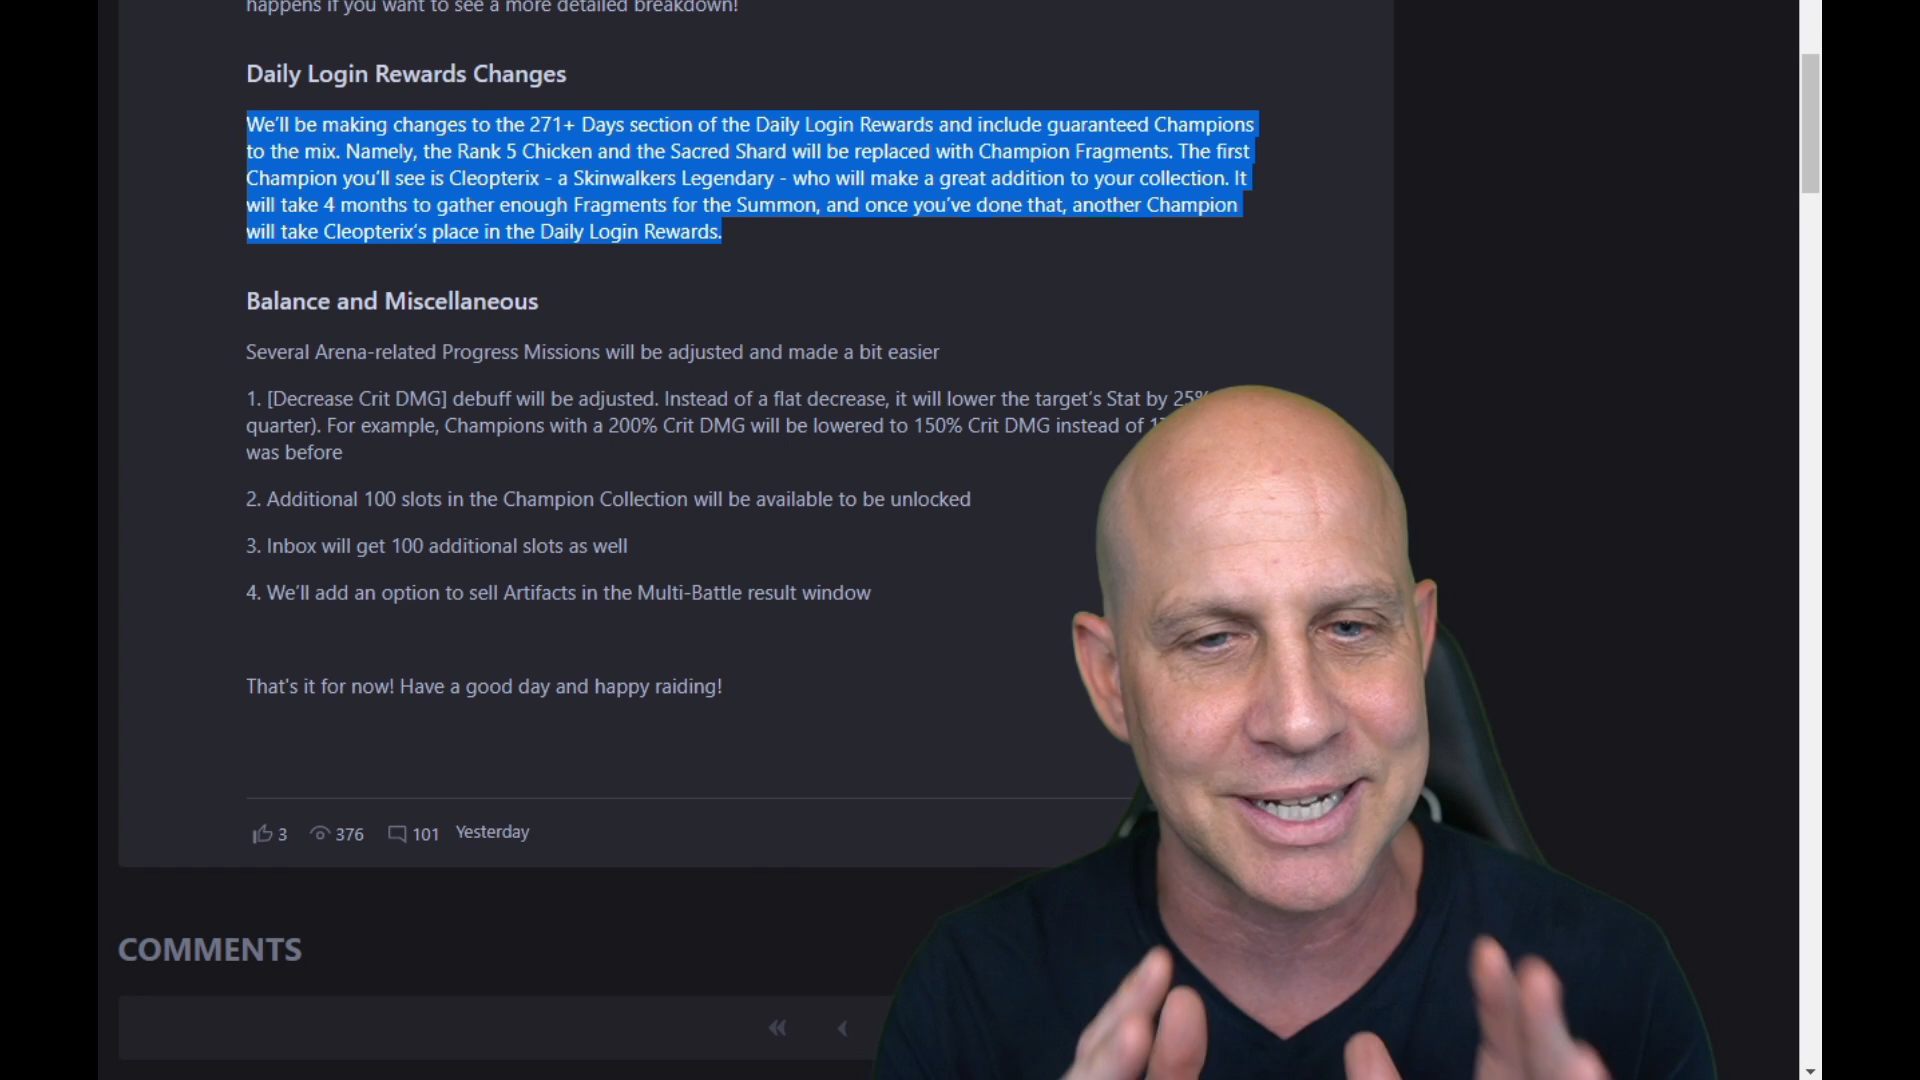 happens if you want to see a more detailed breakdown!
Daily Login Rewards Changes
We'll be making changes to the 271+ Days section of the Daily Login Rewards and include guaranteed Champions
to the mix. Namely, the Rank 5 Chicken and the Sacred Shard will be replaced with Champion Fragments. The first
Champion you'll see is Cleopterix - a Skinwalkers Legendary - who will make a great addition to your collection. It
will take 4 months to gather enough Fragments for the Summon, and once you've done that, another Champion
will take Cleopterix's place in the Daily Login Rewards.
Balance and Miscellaneous
Several Arena-related Progress Missions will be adjusted and made a bit easier
1. [Decrease Crit DMG] debuff will be adjusted. Instead of a flat decrease, it will lower the target's Stat by 25%
quarter). For example, Champions with a 200% Crit DMG will be lowered to 150% Crit DMG instead of
was before
2. Additional 100 slots in the Champion Collection will be available to be unlocked
3. Inbox will get 100 additional slots as well
4. We'll add an option to sell Artifacts in the Multi-Battle result window
That's it for now! Have a good day and happy raiding!
3 376 101 Yesterday
COMMENTS